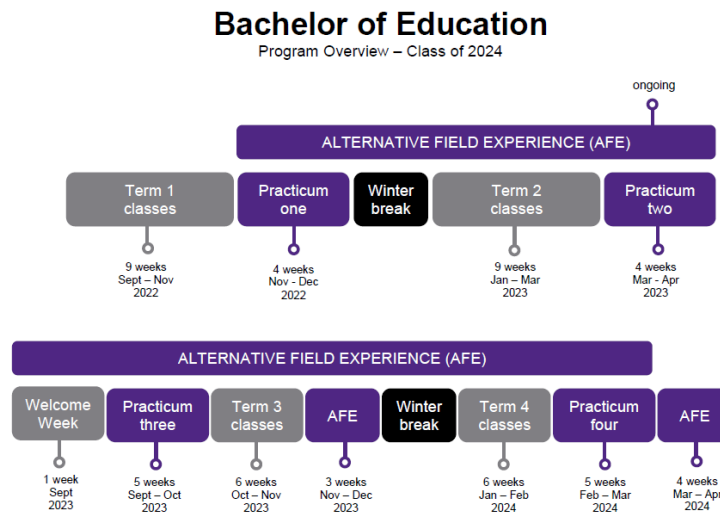 Bachelor of Education
Program Overview – Class of 2024
ongoing
ALTERNATIVE FIELD EXPERIENCE (AFE)
Term 1
classes
Practicum
one
Winter
break
Term 2
classes
Practicum
two
9 weeks
Sept – Nov
2022
4 weeks
Nov - Dec
2022
9 weeks
Jan – Mar
2023
4 weeks
Mar - Apr
2023
ALTERNATIVE FIELD EXPERIENCE (AFE)
Welcome
Week
Practicum
three
Term 3
classes
AFE
Winter
break
Term 4
classes
Practicum
four
AFE
1 week
Sept
2023
5 weeks
Sept – Oct
2023
6 weeks
Oct – Nov
2023
3 weeks
Nov – Dec
2023
6 weeks
Jan – Feb
2024
5 weeks
Feb – Mar
2024
4 weeks
Mar – Apr
2024